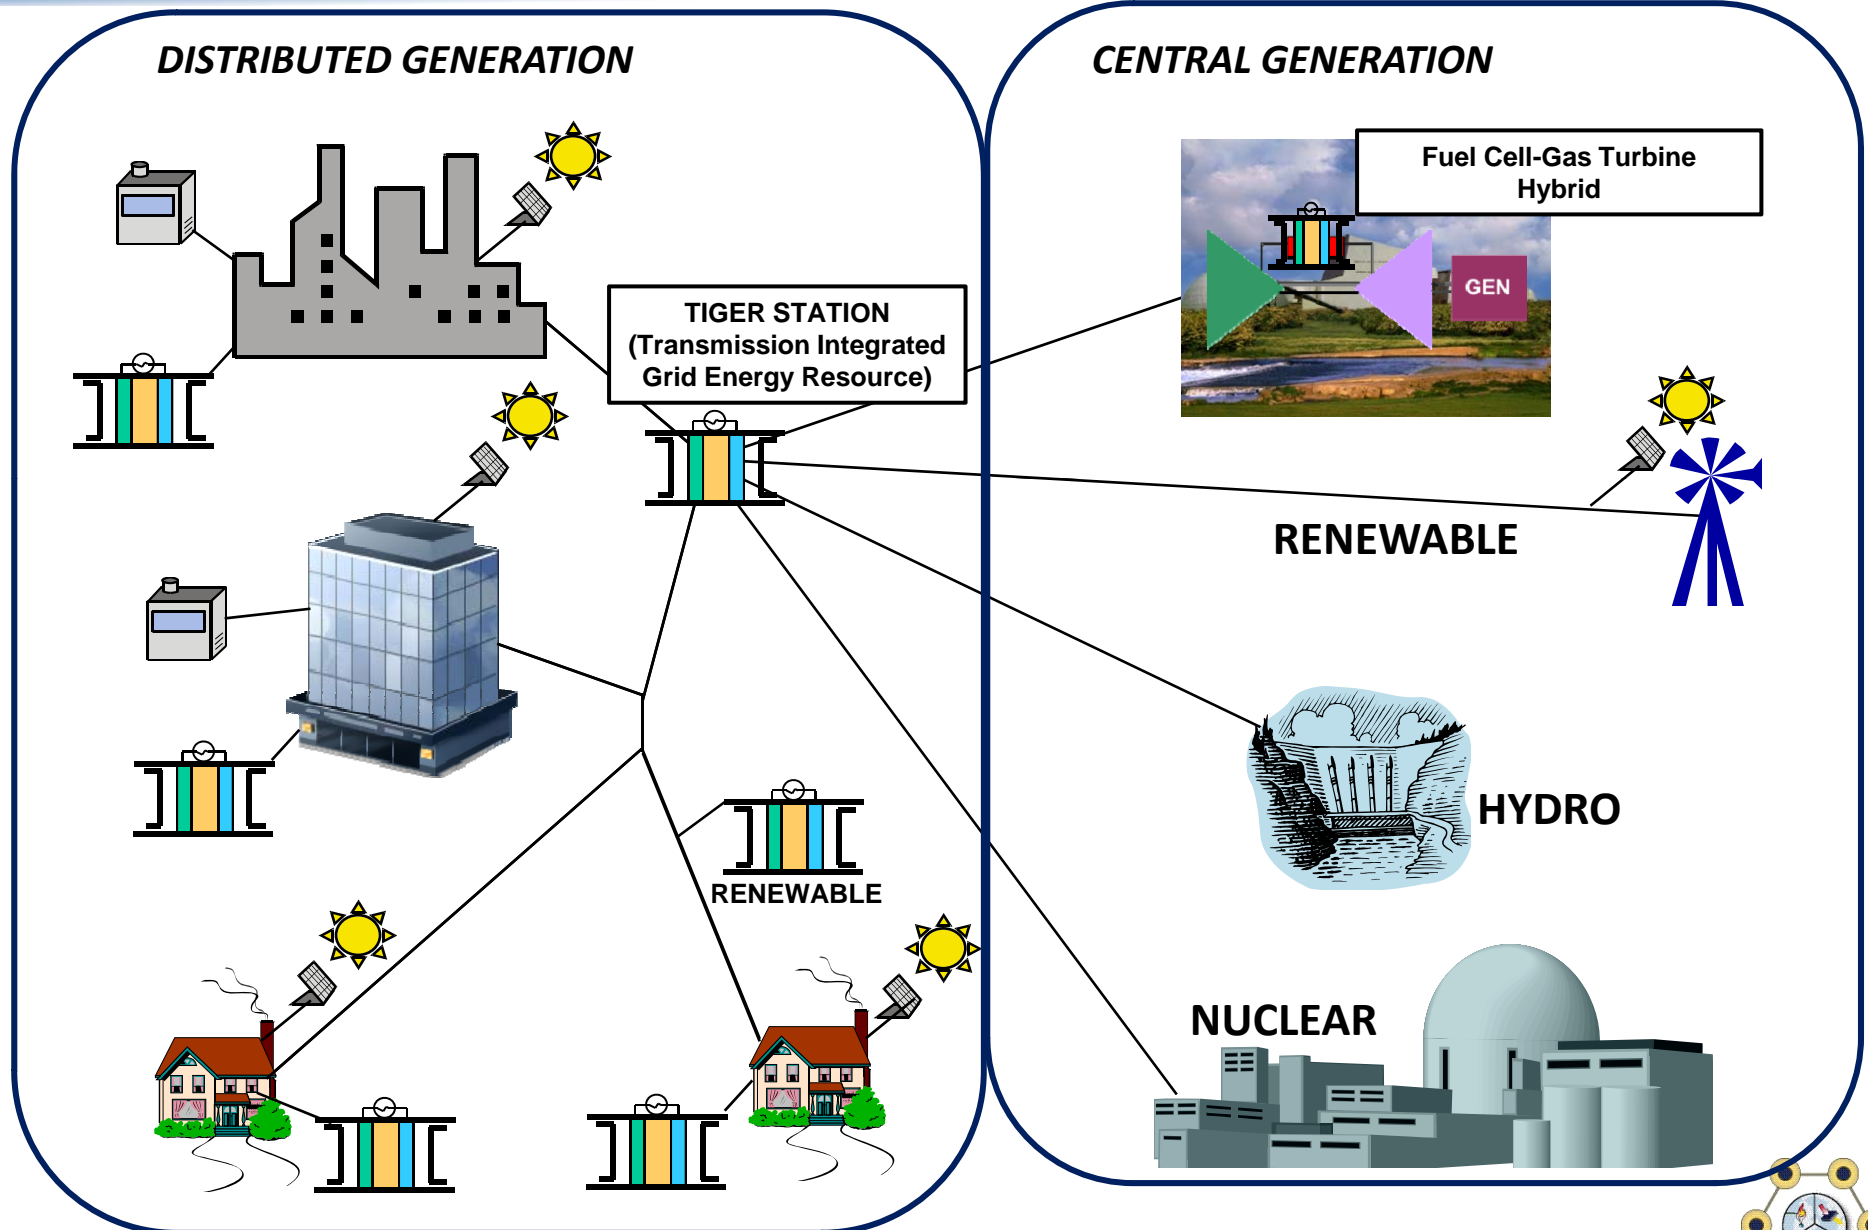 DISTRIBUTED GENERATION
CENTRAL GENERATION
Fuel Cell-Gas Turbine
Hybrid
GEN
TIGER STATION
(Transmission Integrated
Grid Energy Resource)
RENEWABLE
HYDRO
RENEWABLE
NUCLEAR